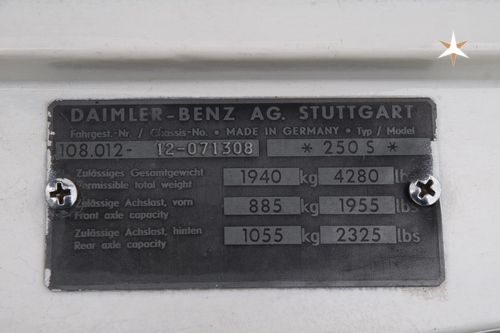 DAIMLER-BENZ AG. STUTTGART
Fahrgest.-Nr. / Chassis-No. • MADE IN GERMANY • Typ / Model
108.012- 12-071308 * 250 S *
Zulässiges Gesamtgewicht
Permissible total weight 1940 kg 4280 lbs
Zulässige Achslast, vorn
Front axle capacity 885 kg 1955 lbs
Zulässige Achslast, hinten
Rear axle capacity 1055 kg 2325 lbs